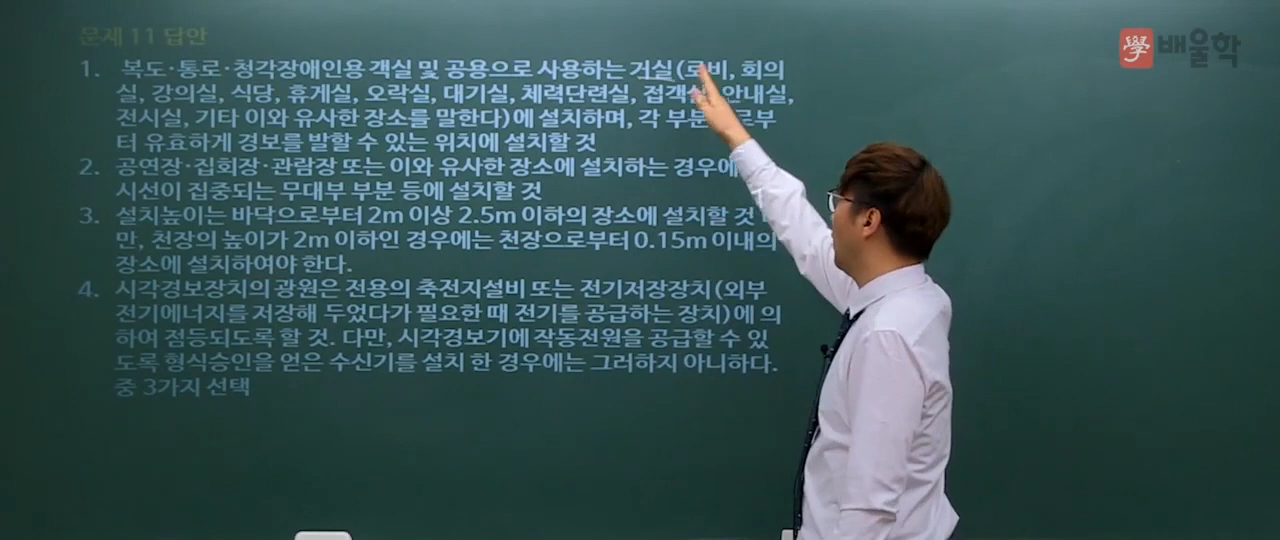 문제 11 답안
學 배울학
1. 복도·통로·청각장애인용 객실 및 공용으로 사용하는 거실(로비, 회의
실, 강의실, 식당, 휴게실, 오락실, 대기실, 체력단련실, 접객실, 안내실,
전시실, 기타 이와 유사한 장소를 말한다)에 설치하며, 각 부분으로부
터 유효하게 경보를 발할 수 있는 위치에 설치할 것
2. 공연장·집회장·관람장 또는 이와 유사한 장소에 설치하는 경우에
시선이 집중되는 무대부 부분 등에 설치할 것
3. 설치높이는 바닥으로부터 2m 이상 2.5m 이하의 장소에 설치할 것
만, 천장의 높이가 2m 이하인 경우에는 천장으로부터 0.15m 이내의
장소에 설치하여야 한다.
4. 시각경보장치의 광원은 전용의 축전지설비 또는 전기저장장치(외부
전기에너지를 저장해 두었다가 필요한 때 전기를 공급하는 장치)에 의
하여 점등되도록 할 것. 다만, 시각경보기에 작동전원을 공급할 수 있
도록 형식승인을 얻은 수신기를 설치 한 경우에는 그러하지 아니하다.
중 3가지 선택